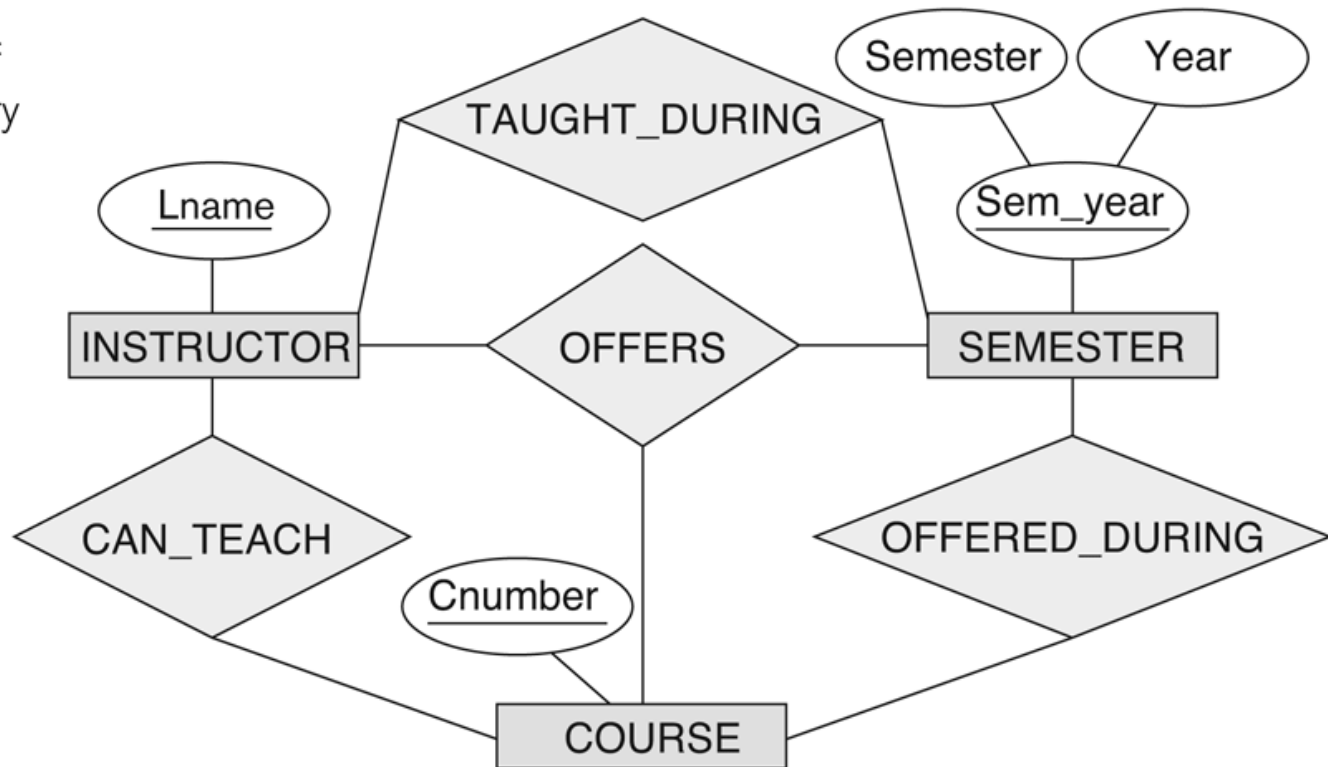 Semester
Year
TAUGHT_DURING
Lname
Sem_year
INSTRUCTOR
OFFERS
SEMESTER
CAN_TEACH
OFFERED_DURING
Cnumber
COURSE